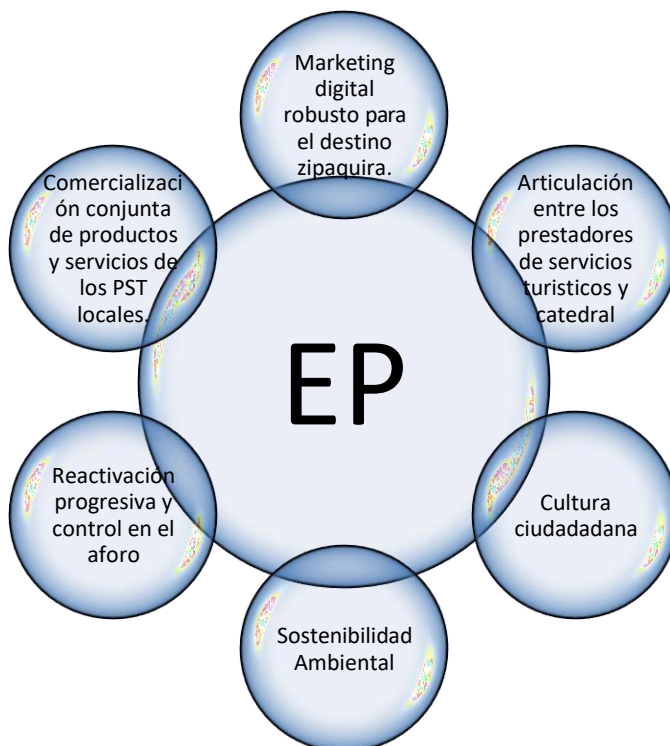 Marketing
digital
robusto para
el destino
zipaquira.
Articulación
entre los
prestadores
de servicios
turisticos y
catedral
Cultura
ciudadadana
Sostenibilidad
Ambiental
Reactivación
progresiva y
control en el
aforo
Comercializaci
ón conjunta
de productos
y servicios de
los PST
locales.
EP